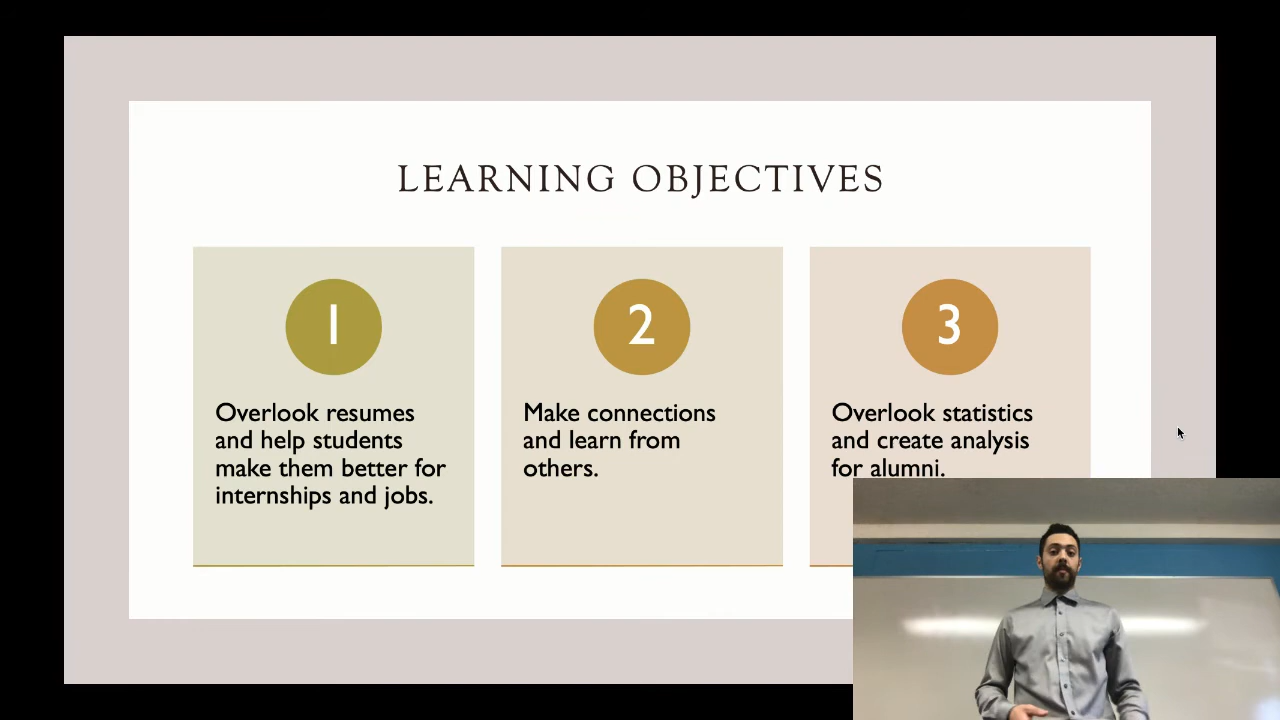 LEARNING OBJECTIVES
1
Overlook resumes
and help students
make them better for
internships and jobs.
2
Make connections
and learn from
others.
3
Overlook statistics
and create analysis
for alumni.